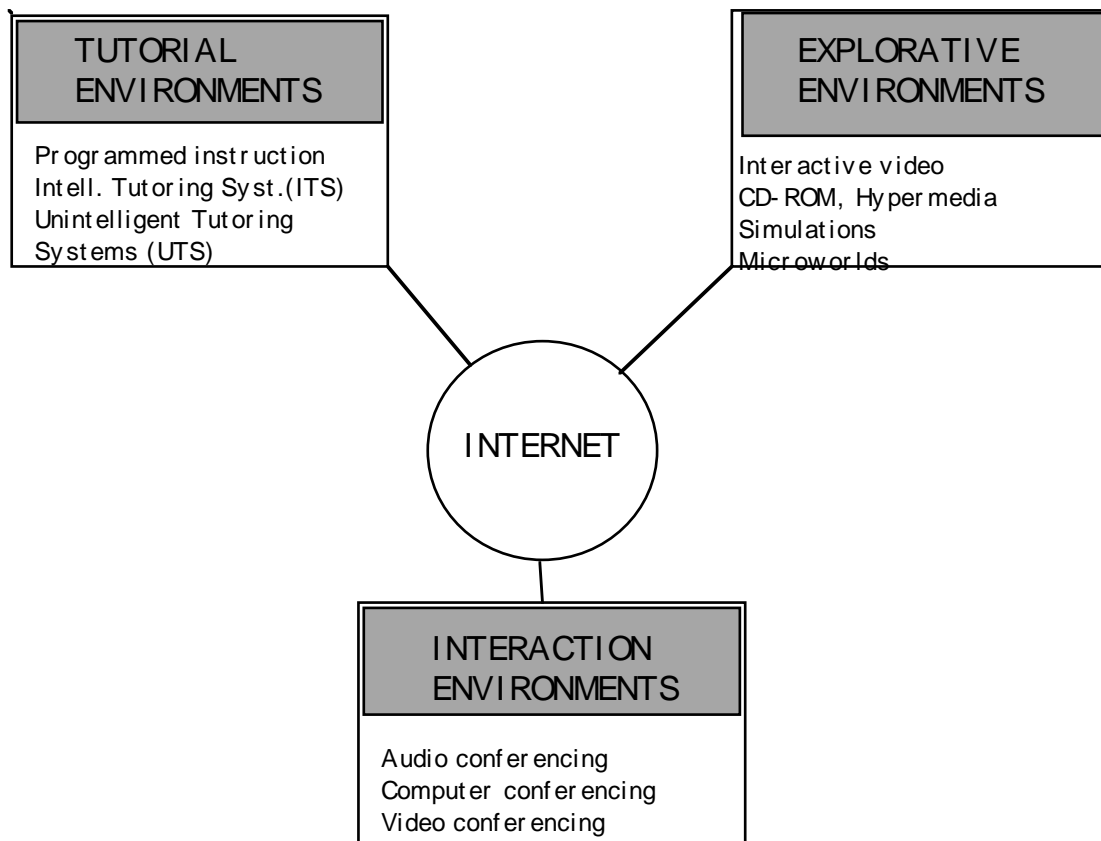 TUTORIAL
ENVIRONMENTS
Programmed instruction
Intell. Tutoring Syst.(ITS)
Unintelligent Tutoring
Systems (UTS)
EXPLORATIVE
ENVIRONMENTS
Interactive video
CD-ROM, Hypermedia
Simulations
Microworlds
INTERNET
INTERACTION
ENVIRONMENTS
Audio conferencing
Computer conferencing
Video conferencing